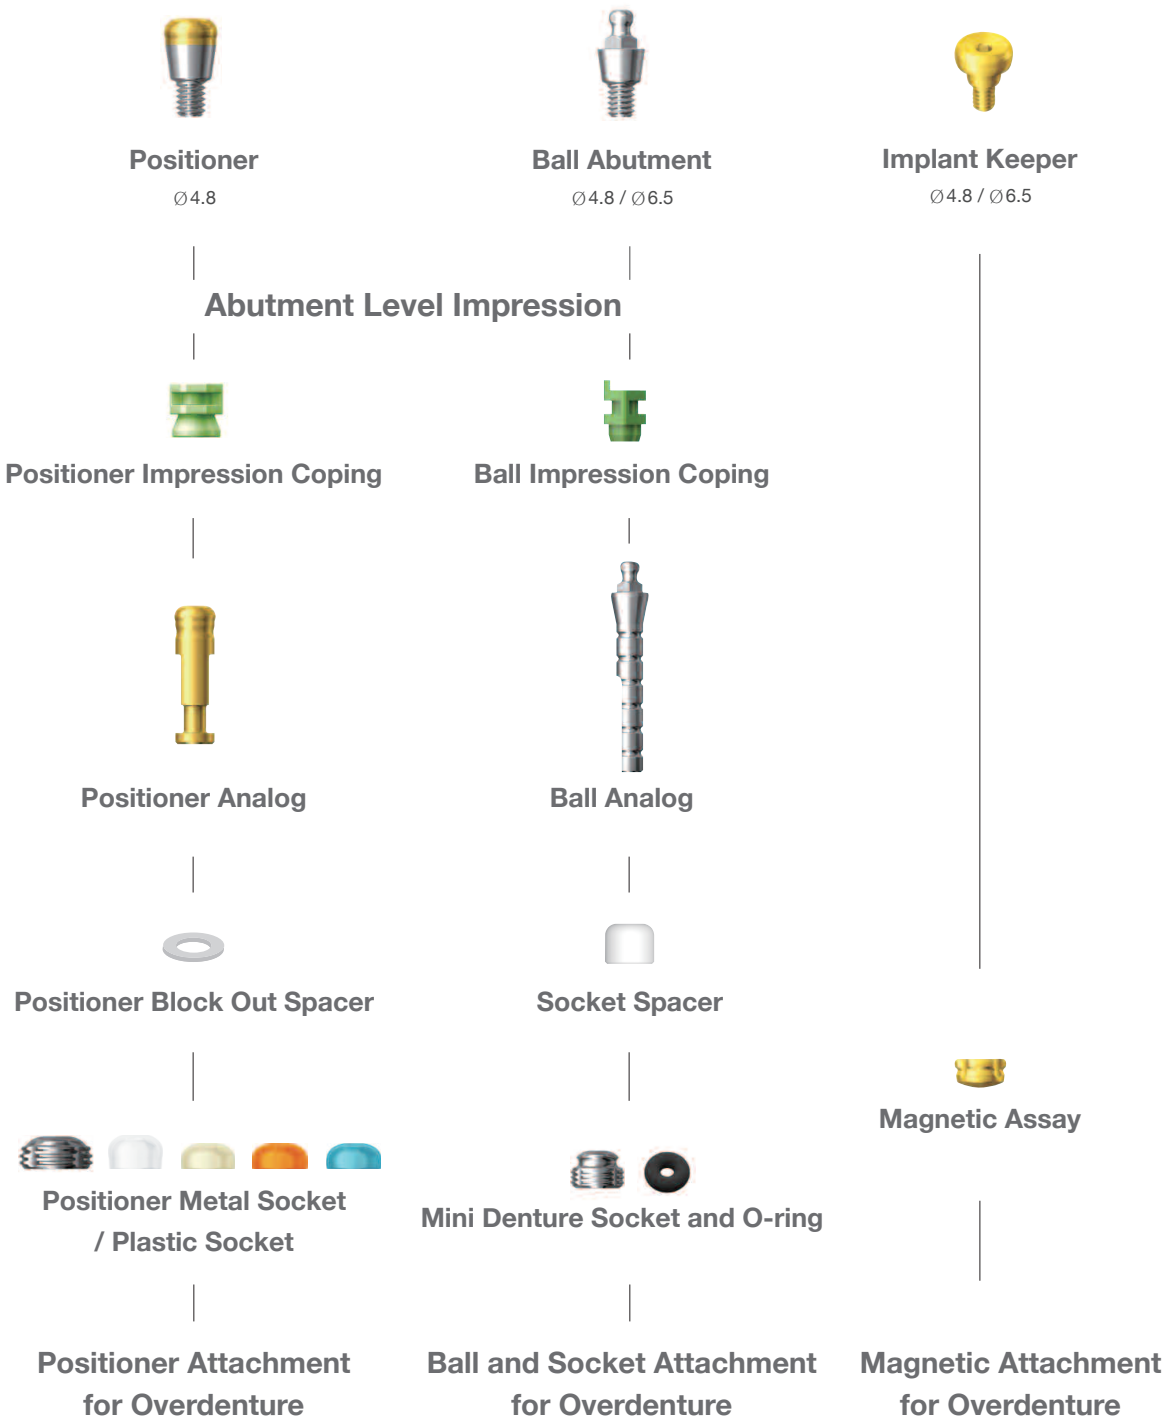 Positioner
Ø4.8
Ball Abutment
Ø4.8 / Ø6.5
Implant Keeper
Ø4.8 / Ø6.5
Abutment Level Impression
Positioner Impression Coping
Ball Impression Coping
Positioner Analog
Ball Analog
Positioner Block Out Spacer
Socket Spacer
Magnetic Assay
Positioner Metal Socket
/ Plastic Socket
Mini Denture Socket and O-ring
Positioner Attachment
for Overdenture
Ball and Socket Attachment
for Overdenture
Magnetic Attachment
for Overdenture